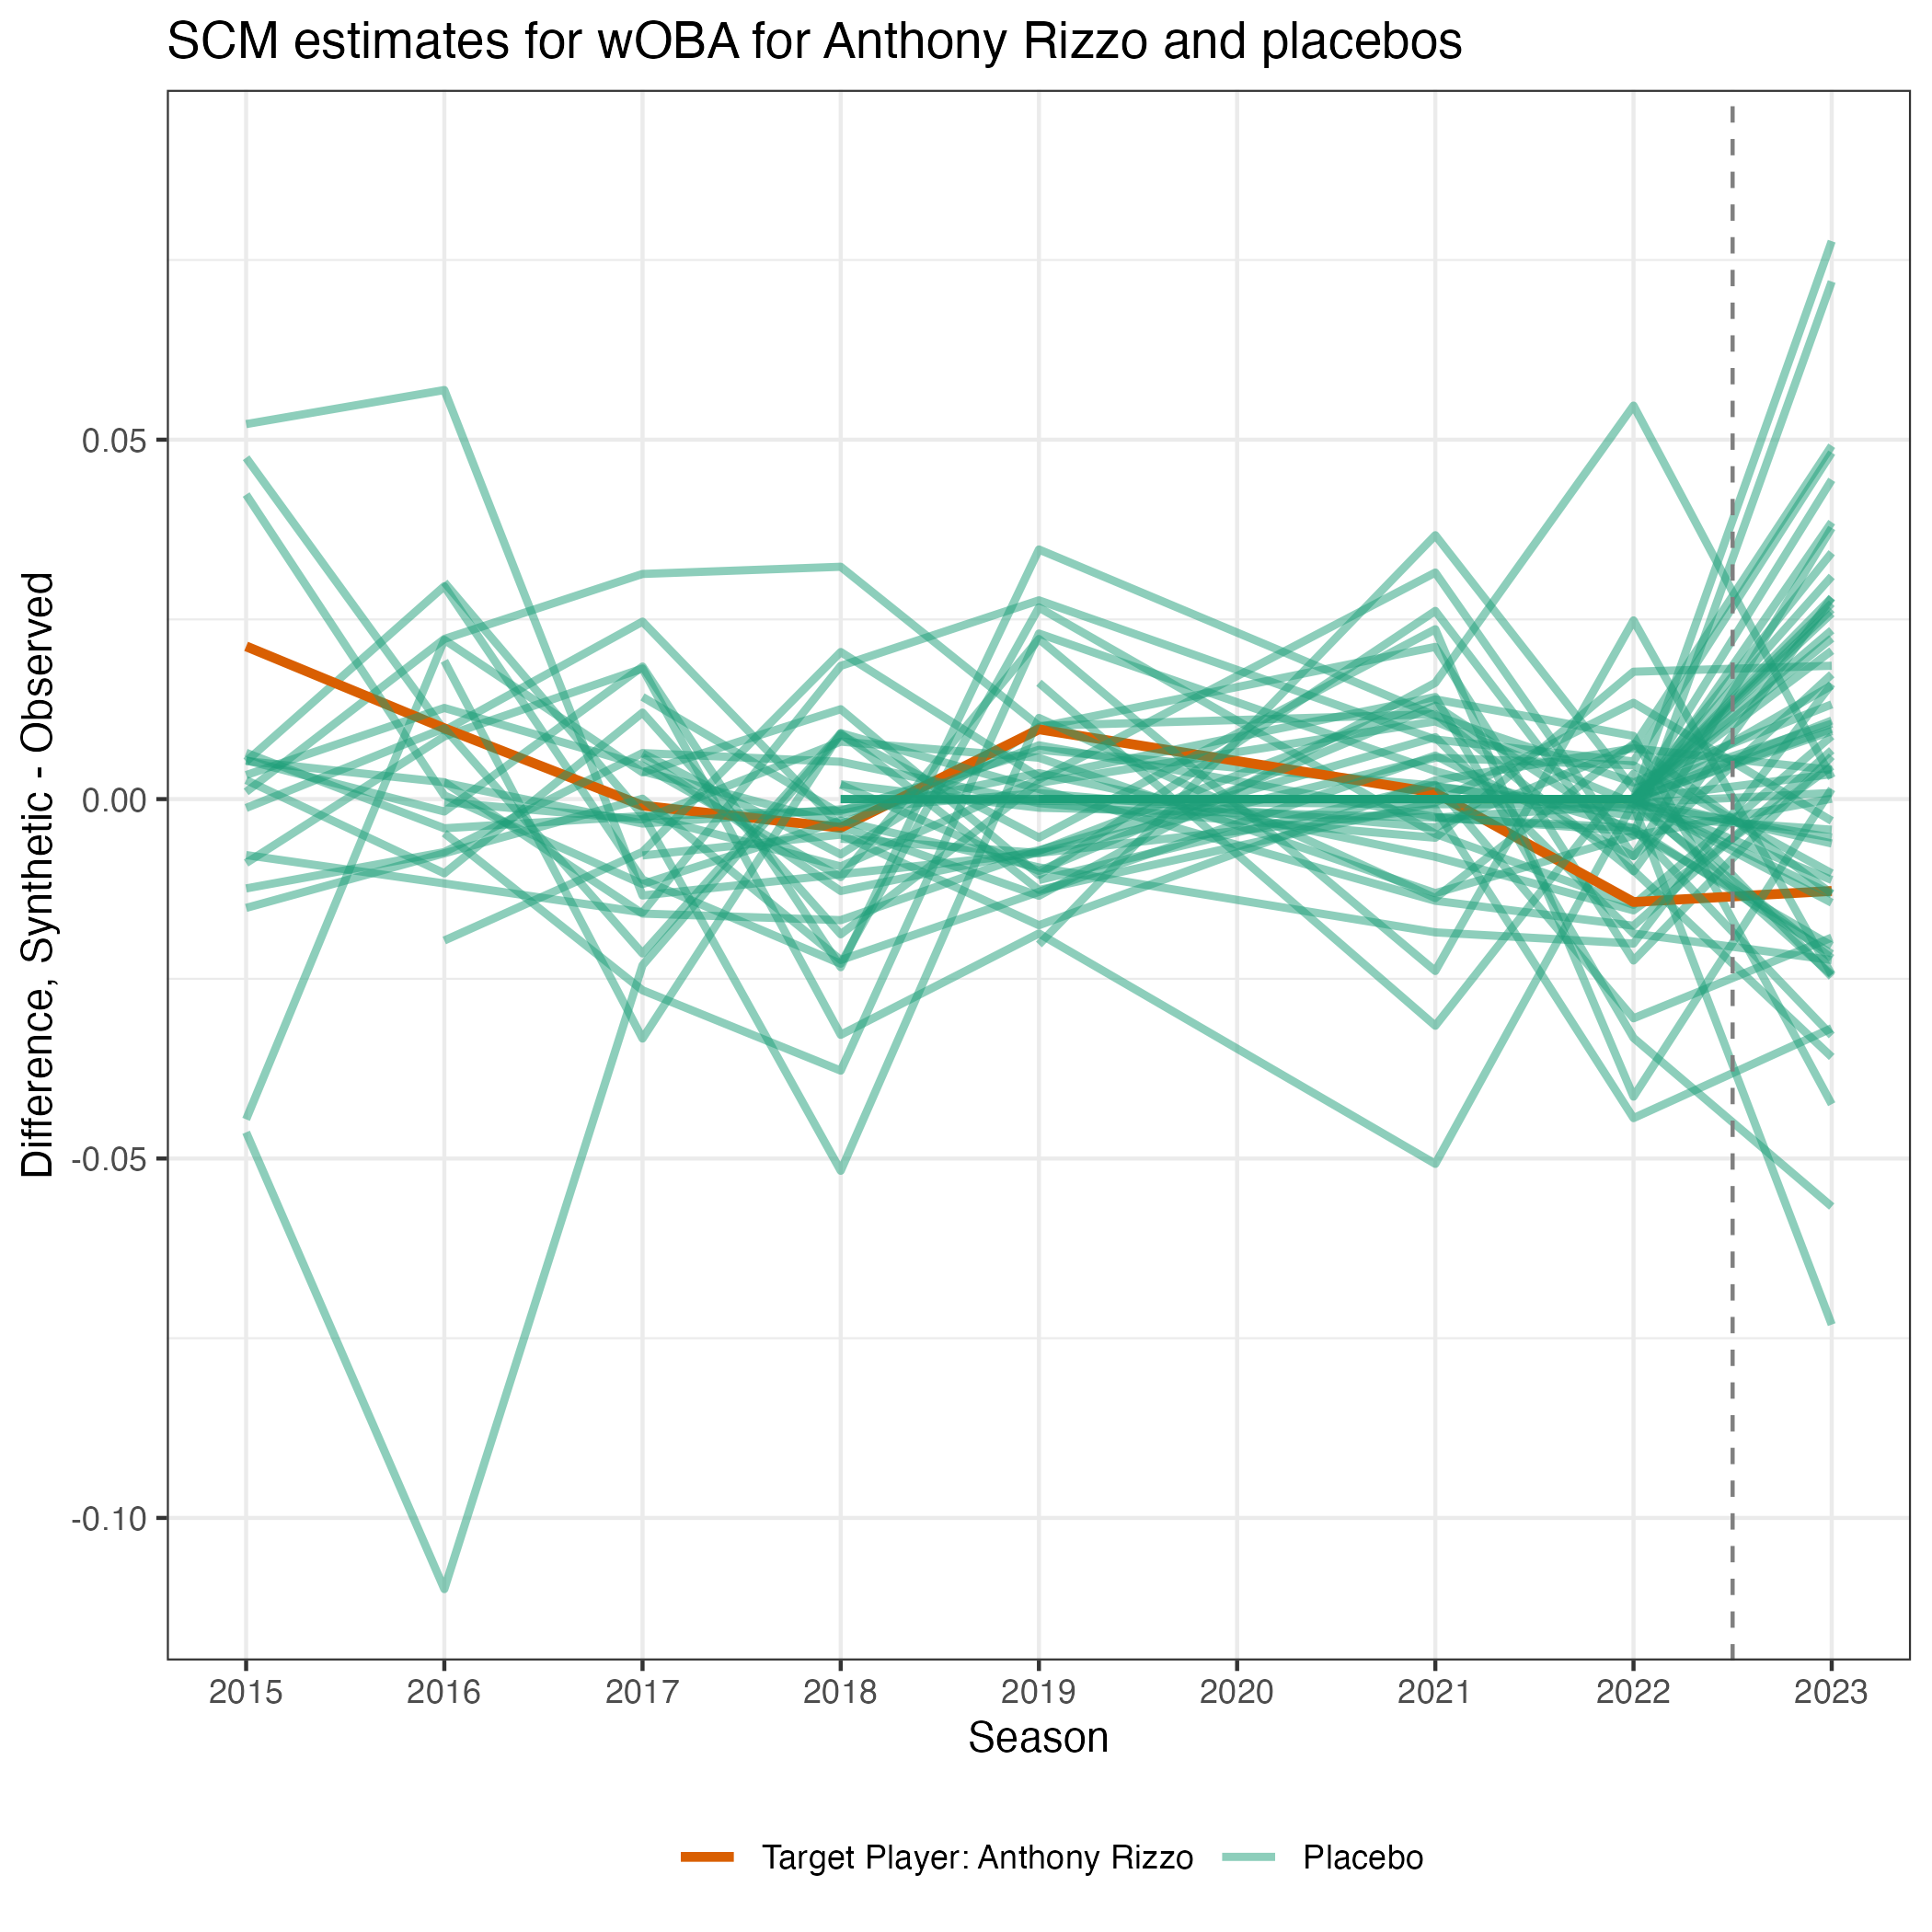 SCM estimates for wOBA for Anthony Rizzo and placebos
Difference, Synthetic - Observed
0.05
0.00
-0.05
-0.10
2015 2016 2017 2018 2019 2020 2021 2022 2023
Season
Target Player: Anthony Rizzo Placebo